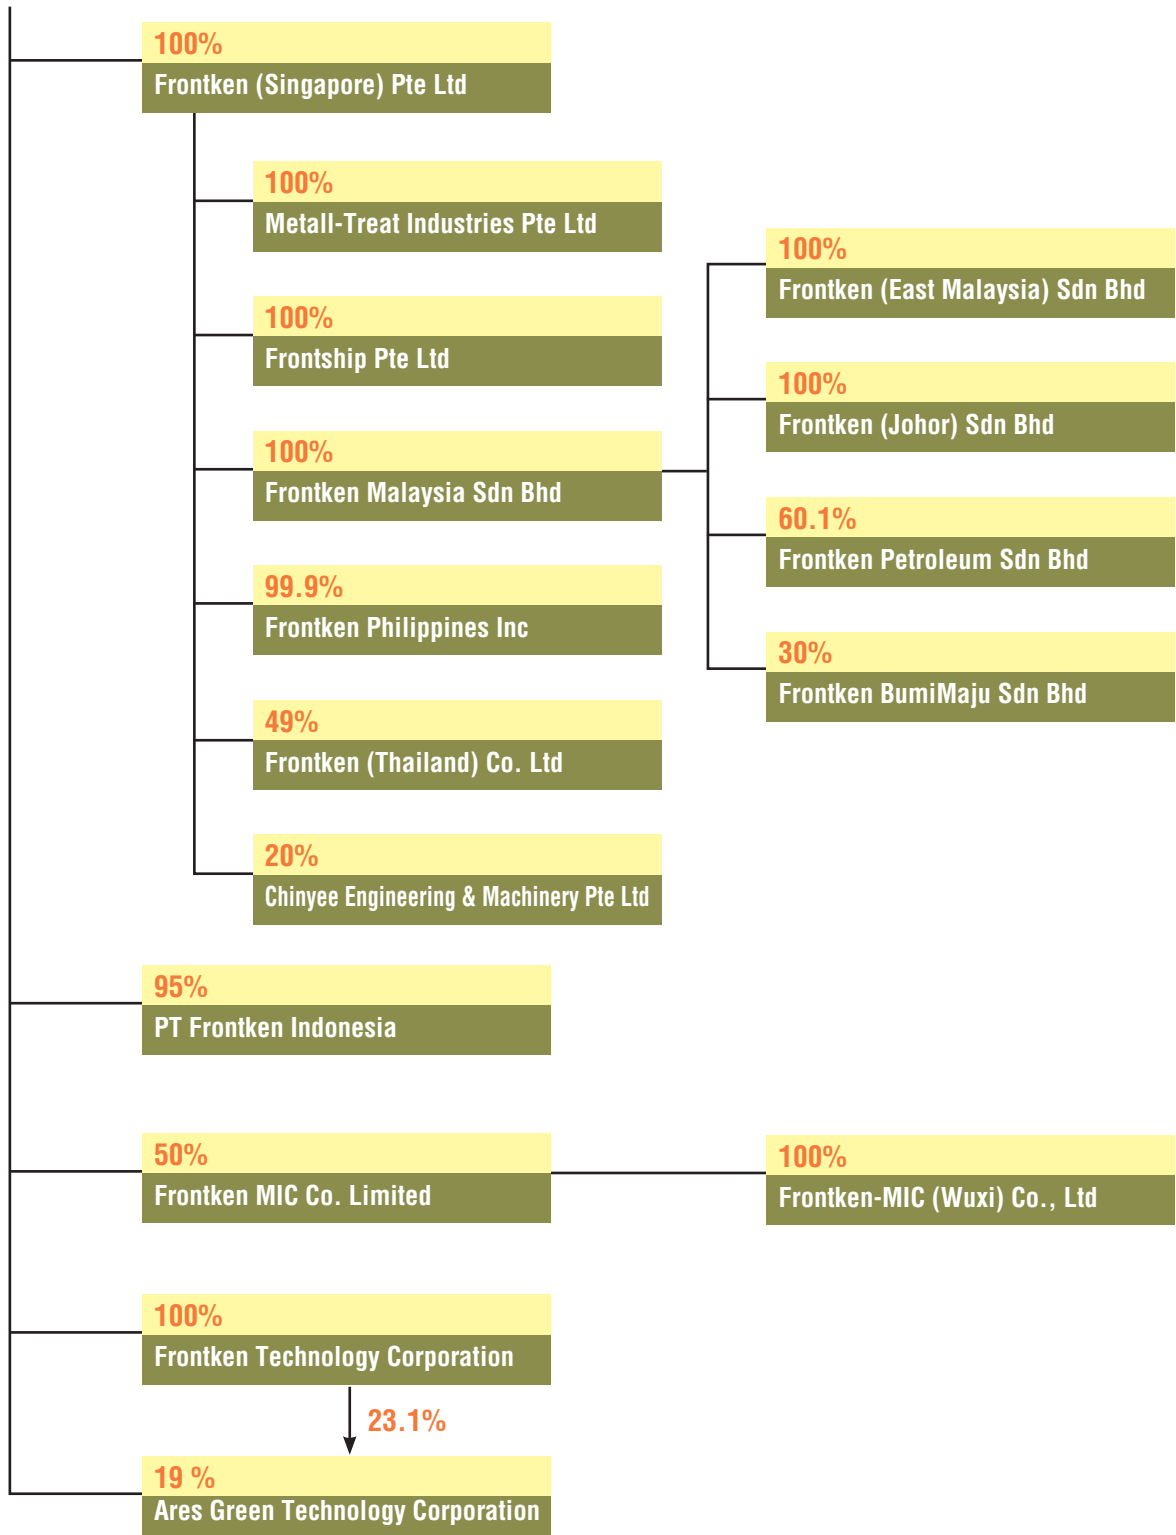 100%
Frontken (Singapore) Pte Ltd
100%
Metall-Treat Industries Pte Ltd
100%
Frontship Pte Ltd
100%
Frontken Malaysia Sdn Bhd
100%
Frontken (East Malaysia) Sdn Bhd
100%
Frontken (Johor) Sdn Bhd
60.1%
Frontken Petroleum Sdn Bhd
30%
Frontken BumiMaju Sdn Bhd
99.9%
Frontken Philippines Inc
49%
Frontken (Thailand) Co. Ltd
20%
Chinyee Engineering & Machinery Pte Ltd
95%
PT Frontken Indonesia
50%
Frontken MIC Co. Limited
100%
Frontken-MIC (Wuxi) Co., Ltd
100%
Frontken Technology Corporation
23.1%
19 %
Ares Green Technology Corporation